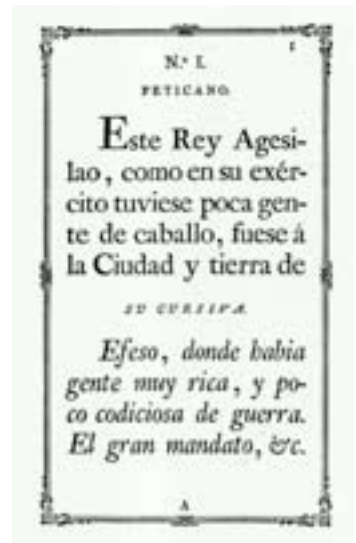 1
N.º I.
PETICANO.
Este Rey Agesi-
lao, como en su exér-
cito tuviese poca gen-
te de caballo, fuese á
la Ciudad y tierra de
SU CURSIVA.
Efeso, donde habia
gente muy rica, y po-
co codiciosa de guerra.
El gran mandato, &c.
A